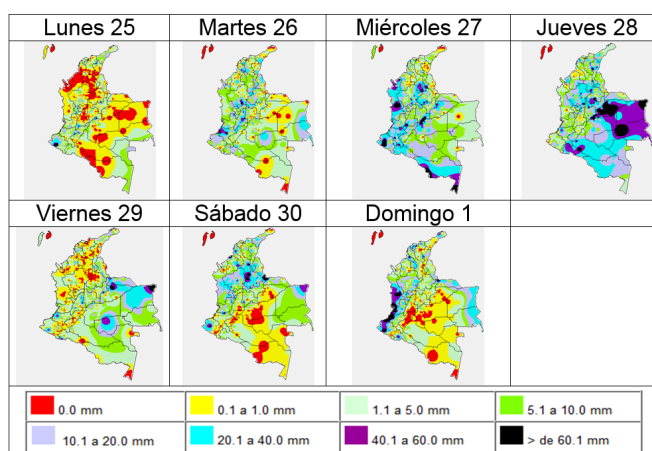 Lunes 25 Martes 26 Miércoles 27 Jueves 28
Viernes 29 Sábado 30 Domingo 1
0.0 mm 0.1 a 1.0 mm 1.1 a 5.0 mm 5.1 a 10.0 mm
10.1 a 20.0 mm 20.1 a 40.0 mm 40.1 a 60.0 mm > de 60.1 mm